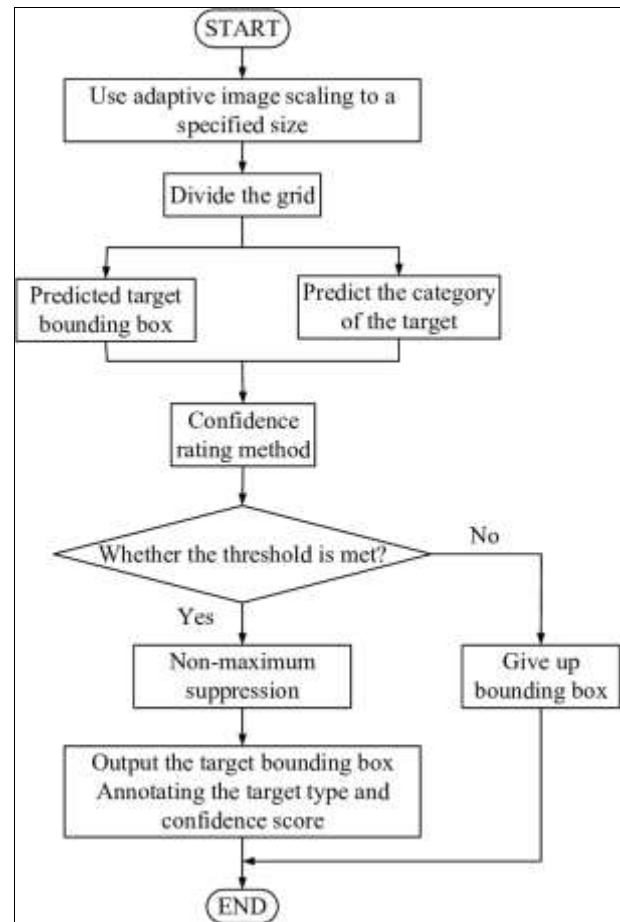 START
Use adaptive image scaling to a
specified size
Divide the grid
Predicted target
bounding box
Predict the category
of the target
Confidence
rating method
Whether the threshold is met?
No
Yes
Non-maximum
suppression
Give up
bounding box
Output the target bounding box
Annotating the target type and
confidence score
END